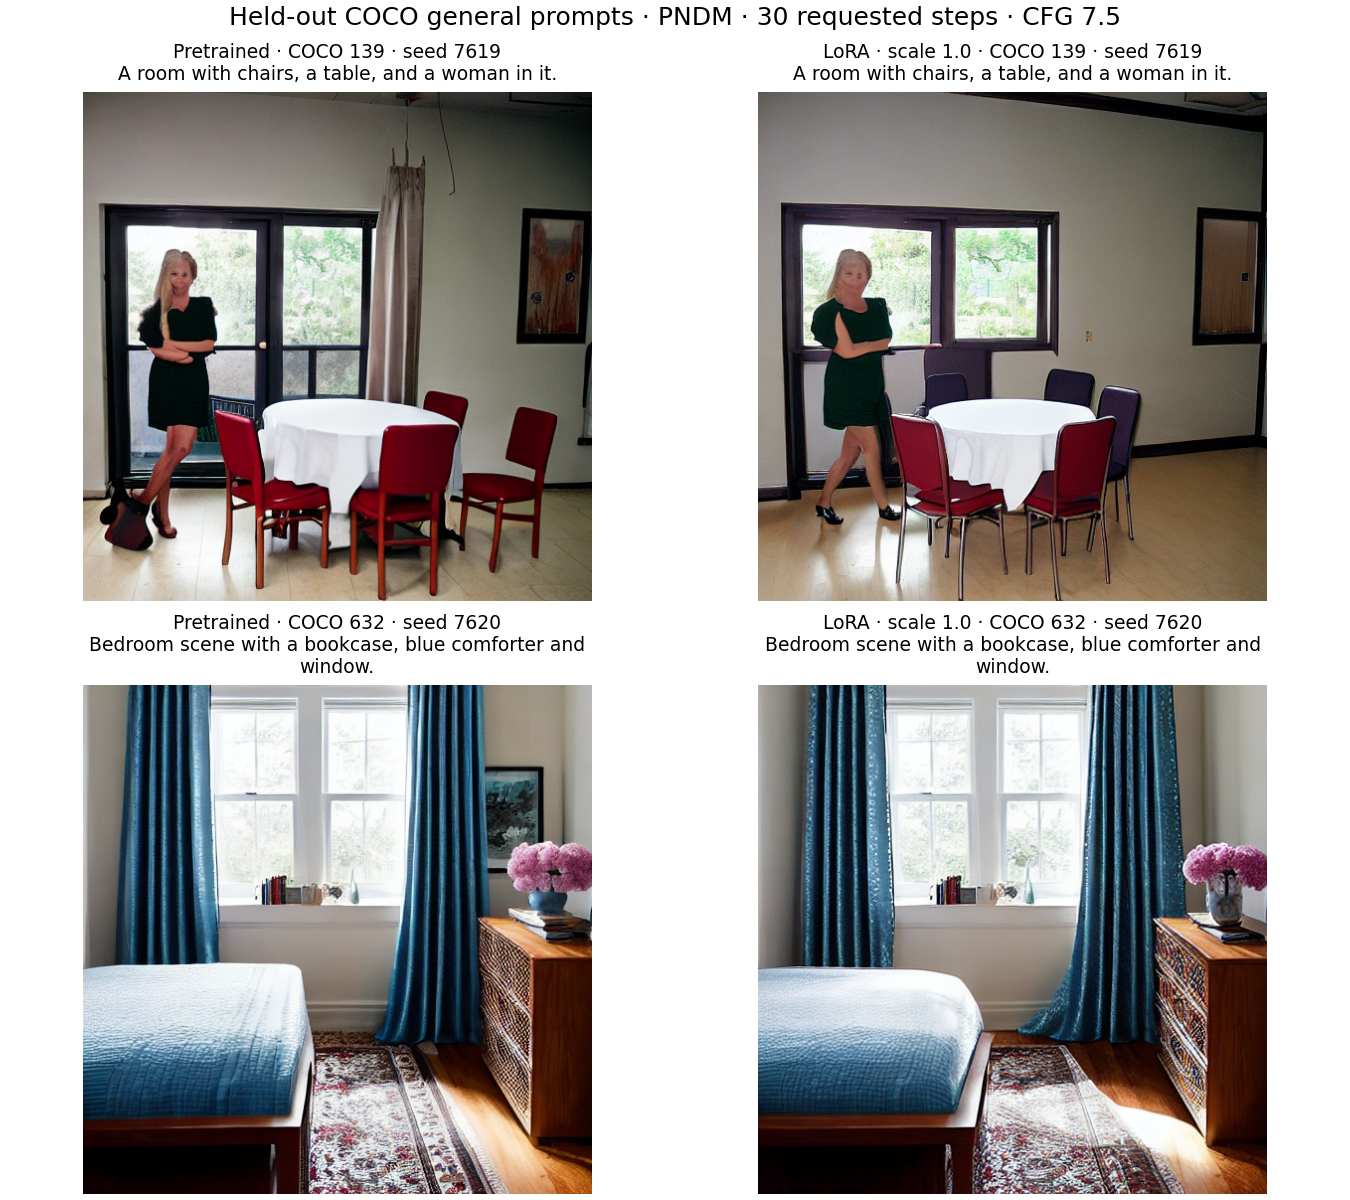 Held-out COCO general prompts · PNDM · 30 requested steps · CFG 7.5
Pretrained · COCO 139 · seed 7619
A room with chairs, a table, and a woman in it.
LoRA · scale 1.0 · COCO 139 · seed 7619
A room with chairs, a table, and a woman in it.
Pretrained · COCO 632 · seed 7620
Bedroom scene with a bookcase, blue comforter and
window.
LoRA · scale 1.0 · COCO 632 · seed 7620
Bedroom scene with a bookcase, blue comforter and
window.